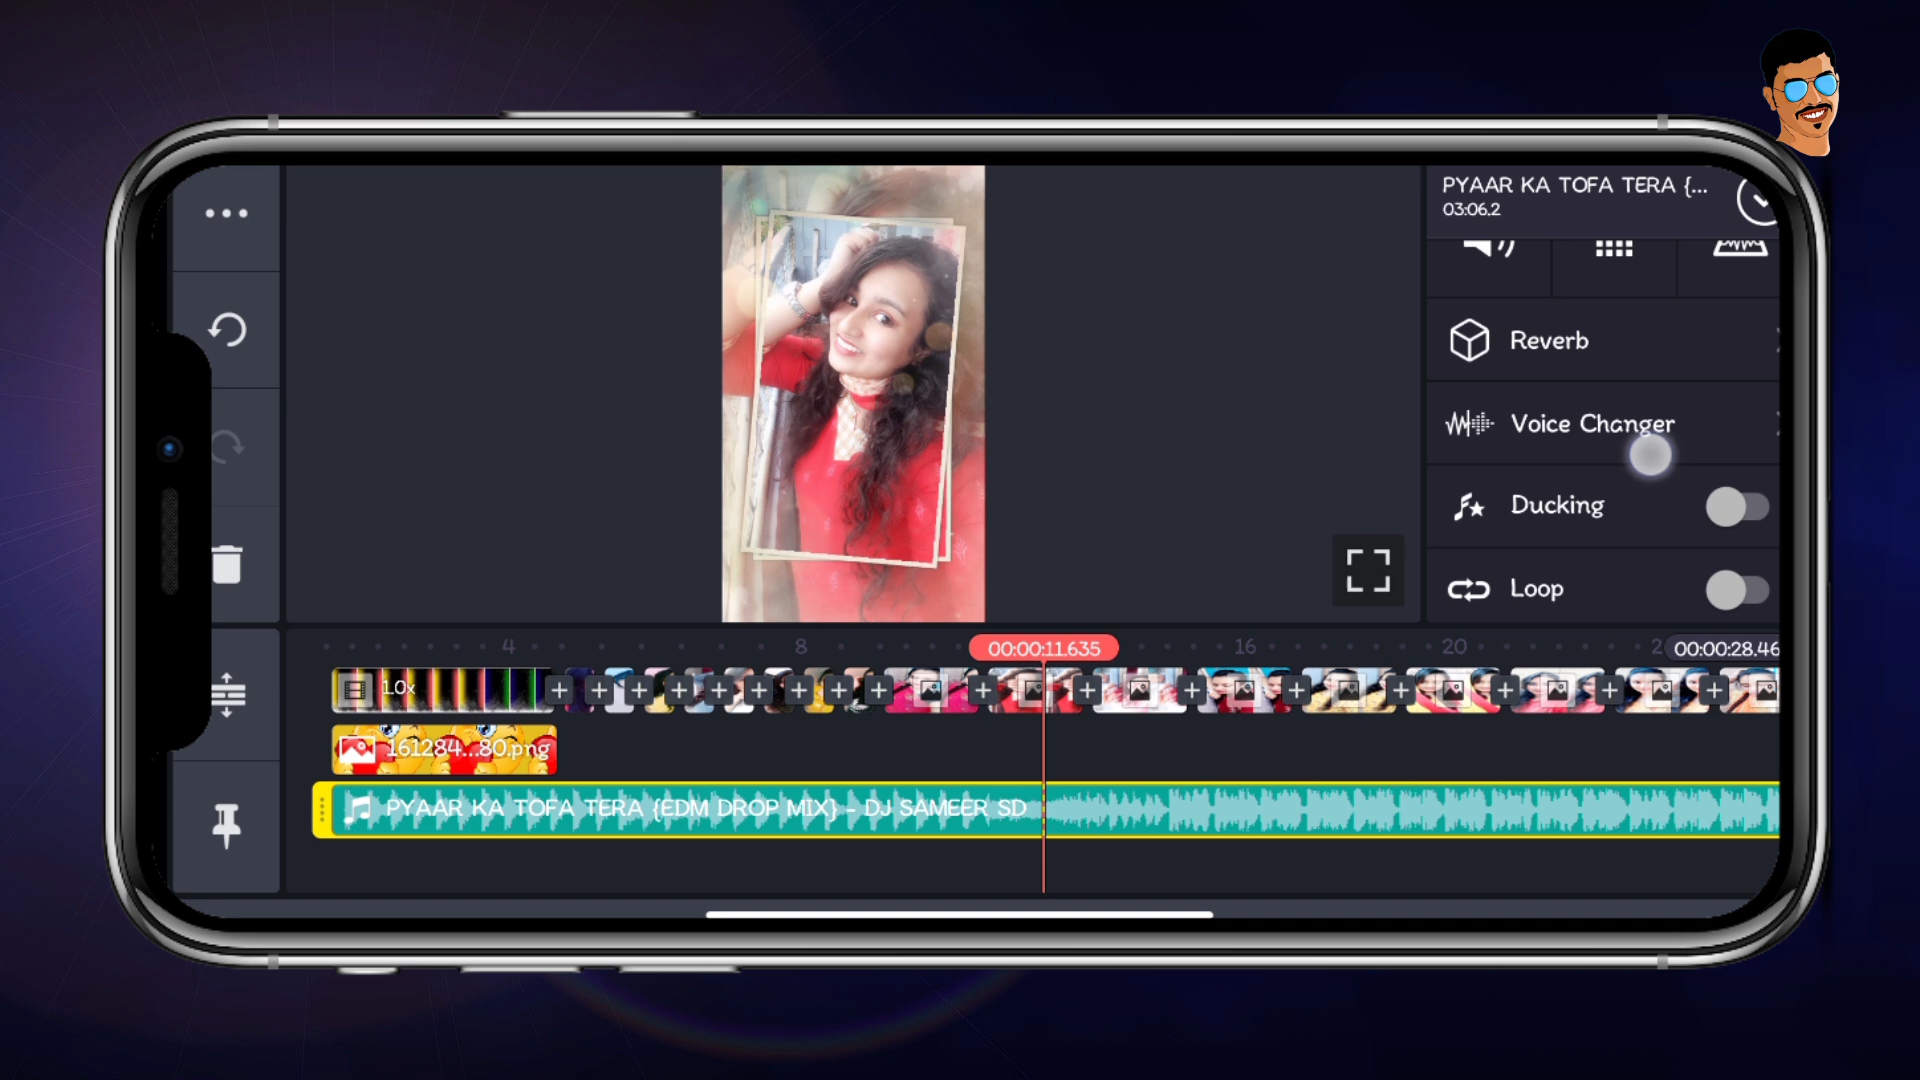 PYAAR KA TOFA TERA {...
03:06.2
Reverb
Voice Changer
Ducking
Loop
4
8
00:00:11.635
16
20
2
00:00:28.46
1.0x
161284...80.png
PYAAR KA TOFA TERA {EDM DROP MIX} - DJ SAMEER SD